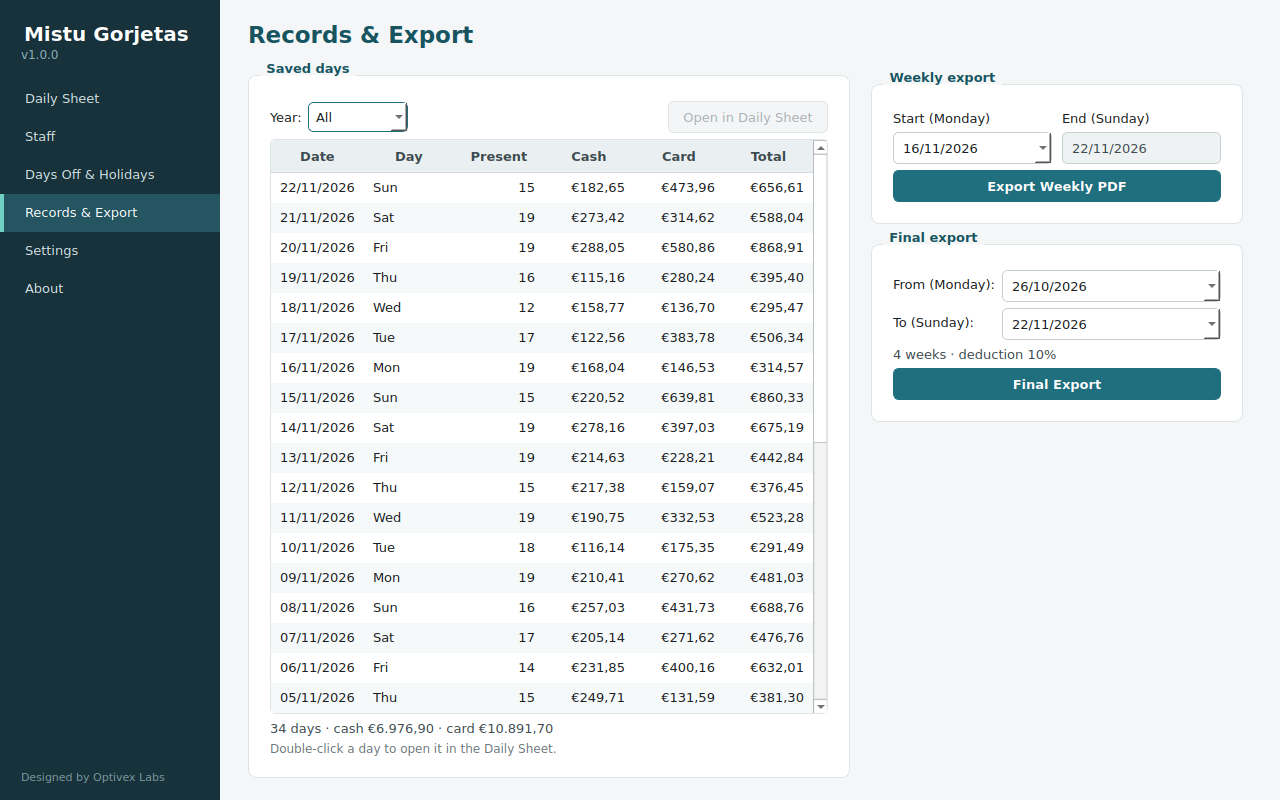 Mistu Gorjetas
v1.0.0
Daily Sheet
Staff
Days Off & Holidays
Records & Export
Settings
About
Designed by Optivex Labs
Records & Export
Saved days
Year: All Open in Daily Sheet
Date Day Present Cash Card Total
22/11/2026 Sun 15 €182,65 €473,96 €656,61
21/11/2026 Sat 19 €273,42 €314,62 €588,04
20/11/2026 Fri 19 €288,05 €580,86 €868,91
19/11/2026 Thu 16 €115,16 €280,24 €395,40
18/11/2026 Wed 12 €158,77 €136,70 €295,47
17/11/2026 Tue 17 €122,56 €383,78 €506,34
16/11/2026 Mon 19 €168,04 €146,53 €314,57
15/11/2026 Sun 15 €220,52 €639,81 €860,33
14/11/2026 Sat 19 €278,16 €397,03 €675,19
13/11/2026 Fri 19 €214,63 €228,21 €442,84
12/11/2026 Thu 15 €217,38 €159,07 €376,45
11/11/2026 Wed 19 €190,75 €332,53 €523,28
10/11/2026 Tue 18 €116,14 €175,35 €291,49
09/11/2026 Mon 19 €210,41 €270,62 €481,03
08/11/2026 Sun 16 €257,03 €431,73 €688,76
07/11/2026 Sat 17 €205,14 €271,62 €476,76
06/11/2026 Fri 14 €231,85 €400,16 €632,01
05/11/2026 Thu 15 €249,71 €131,59 €381,30
34 days · cash €6.976,90 · card €10.891,70
Double-click a day to open it in the Daily Sheet.
Weekly export
Start (Monday) End (Sunday)
16/11/2026 22/11/2026
Export Weekly PDF
Final export
From (Monday): 26/10/2026
To (Sunday): 22/11/2026
4 weeks · deduction 10%
Final Export